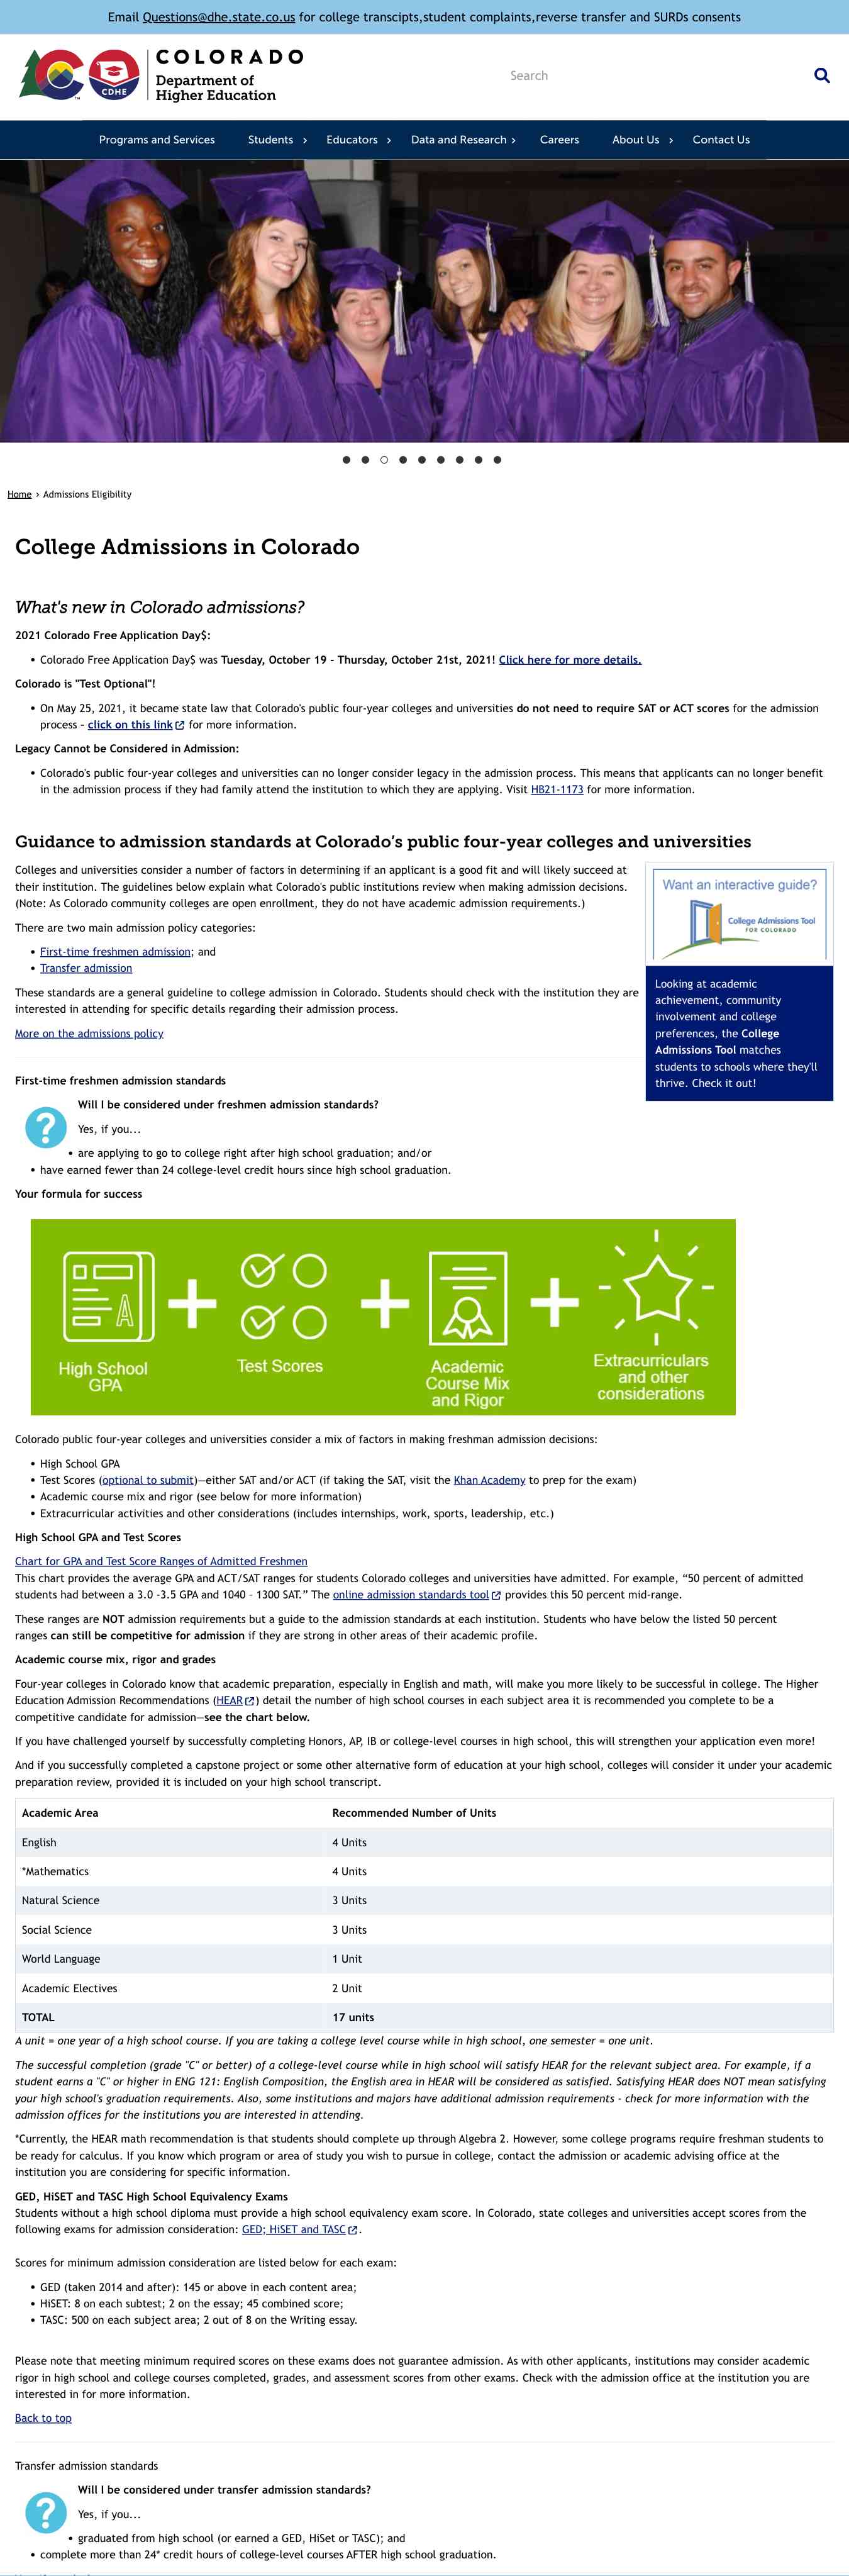 Email Questions@dhe.state.co.us for college transcipts,student complaints,reverse transfer and SURDs consents
CDHE
COLORADO
Department of
Higher Education
Search
Programs and Services Students › Educators › Data and Research › Careers About Us › Contact Us
Home › Admissions Eligibility
College Admissions in Colorado
What's new in Colorado admissions?
2021 Colorado Free Application Day$:
• Colorado Free Application Day$ was Tuesday, October 19 - Thursday, October 21st, 2021! Click here for more details.
Colorado is "Test Optional"!
• On May 25, 2021, it became state law that Colorado's public four-year colleges and universities do not need to require SAT or ACT scores for the admission
process – click on this link for more information.
Legacy Cannot be Considered in Admission:
• Colorado's public four-year colleges and universities can no longer consider legacy in the admission process. This means that applicants can no longer benefit
in the admission process if they had family attend the institution to which they are applying. Visit HB21-1173 for more information.
Guidance to admission standards at Colorado’s public four-year colleges and universities
Colleges and universities consider a number of factors in determining if an applicant is a good fit and will likely succeed at
their institution. The guidelines below explain what Colorado's public institutions review when making admission decisions.
(Note: As Colorado community colleges are open enrollment, they do not have academic admission requirements.)
There are two main admission policy categories:
• First-time freshmen admission; and
• Transfer admission
These standards are a general guideline to college admission in Colorado. Students should check with the institution they are
interested in attending for specific details regarding their admission process.
More on the admissions policy
Want an interactive guide?
College Admissions Tool
FOR COLORADO
Looking at academic
achievement, community
involvement and college
preferences, the College
Admissions Tool matches
students to schools where they'll
thrive. Check it out!
First-time freshmen admission standards
?
Will I be considered under freshmen admission standards?
Yes, if you...
• are applying to go to college right after high school graduation; and/or
• have earned fewer than 24 college-level credit hours since high school graduation.
Your formula for success
A
High School
GPA
Test Scores
Academic
Course Mix
and Rigor
Extracurriculars
and other
considerations
Colorado public four-year colleges and universities consider a mix of factors in making freshman admission decisions:
• High School GPA
• Test Scores (optional to submit)—either SAT and/or ACT (if taking the SAT, visit the Khan Academy to prep for the exam)
• Academic course mix and rigor (see below for more information)
• Extracurricular activities and other considerations (includes internships, work, sports, leadership, etc.)
High School GPA and Test Scores
Chart for GPA and Test Score Ranges of Admitted Freshmen
This chart provides the average GPA and ACT/SAT ranges for students Colorado colleges and universities have admitted. For example, “50 percent of admitted
students had between a 3.0 -3.5 GPA and 1040 – 1300 SAT.” The online admission standards tool provides this 50 percent mid-range.
These ranges are NOT admission requirements but a guide to the admission standards at each institution. Students who have below the listed 50 percent
ranges can still be competitive for admission if they are strong in other areas of their academic profile.
Academic course mix, rigor and grades
Four-year colleges in Colorado know that academic preparation, especially in English and math, will make you more likely to be successful in college. The Higher
Education Admission Recommendations (HEAR) detail the number of high school courses in each subject area it is recommended you complete to be a
competitive candidate for admission—see the chart below.
If you have challenged yourself by successfully completing Honors, AP, IB or college-level courses in high school, this will strengthen your application even more!
And if you successfully completed a capstone project or some other alternative form of education at your high school, colleges will consider it under your academic
preparation review, provided it is included on your high school transcript.
Academic Area Recommended Number of Units
English 4 Units
*Mathematics 4 Units
Natural Science 3 Units
Social Science 3 Units
World Language 1 Unit
Academic Electives 2 Unit
TOTAL 17 units
A unit = one year of a high school course. If you are taking a college level course while in high school, one semester = one unit.
The successful completion (grade "C" or better) of a college-level course while in high school will satisfy HEAR for the relevant subject area. For example, if a
student earns a "C" or higher in ENG 121: English Composition, the English area in HEAR will be considered as satisfied. Satisfying HEAR does NOT mean satisfying
your high school's graduation requirements. Also, some institutions and majors have additional admission requirements - check for more information with the
admission offices for the institutions you are interested in attending.
*Currently, the HEAR math recommendation is that students should complete up through Algebra 2. However, some college programs require freshman students to
be ready for calculus. If you know which program or area of study you wish to pursue in college, contact the admission or academic advising office at the
institution you are considering for specific information.
GED, HiSET and TASC High School Equivalency Exams
Students without a high school diploma must provide a high school equivalency exam score. In Colorado, state colleges and universities accept scores from the
following exams for admission consideration: GED; HiSET and TASC.
Scores for minimum admission consideration are listed below for each exam:
• GED (taken 2014 and after): 145 or above in each content area;
• HiSET: 8 on each subtest; 2 on the essay; 45 combined score;
• TASC: 500 on each subject area; 2 out of 8 on the Writing essay.
Please note that meeting minimum required scores on these exams does not guarantee admission. As with other applicants, institutions may consider academic
rigor in high school and college courses completed, grades, and assessment scores from other exams. Check with the admission office at the institution you are
interested in for more information.
Back to top
Transfer admission standards
?
Will I be considered under transfer admission standards?
Yes, if you...
• graduated from high school (or earned a GED, HiSet or TASC); and
• complete more than 24* credit hours of college-level courses AFTER high school graduation.